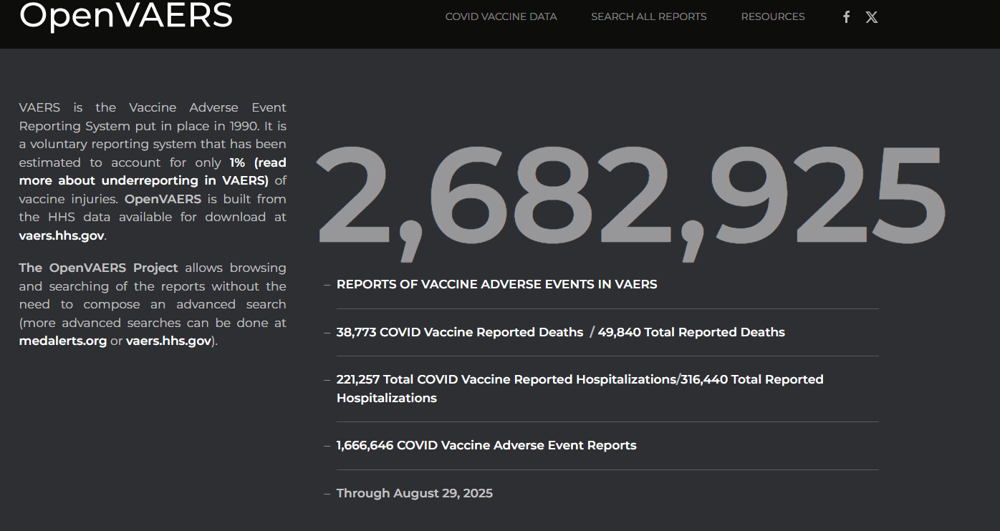 OpenVAERS
COVID VACCINE DATA
SEARCH ALL REPORTS
RESOURCES
VAERS is the Vaccine Adverse Event
Reporting System put in place in 1990. It is
a voluntary reporting system that has been
estimated to account for only 1% (read
more about underreporting in VAERS) of
vaccine injuries. OpenVAERS is built from
the HHS data available for download at
vaers.hhs.gov.
The OpenVAERS Project allows browsing
and searching of the reports without the
need to compose an advanced search
(more advanced searches can be done at
medalerts.org or vaers.hhs.gov).
2,682,925
– REPORTS OF VACCINE ADVERSE EVENTS IN VAERS
– 38,773 COVID Vaccine Reported Deaths / 49,840 Total Reported Deaths
– 221,257 Total COVID Vaccine Reported Hospitalizations/316,440 Total Reported
Hospitalizations
– 1,666,646 COVID Vaccine Adverse Event Reports
– Through August 29, 2025